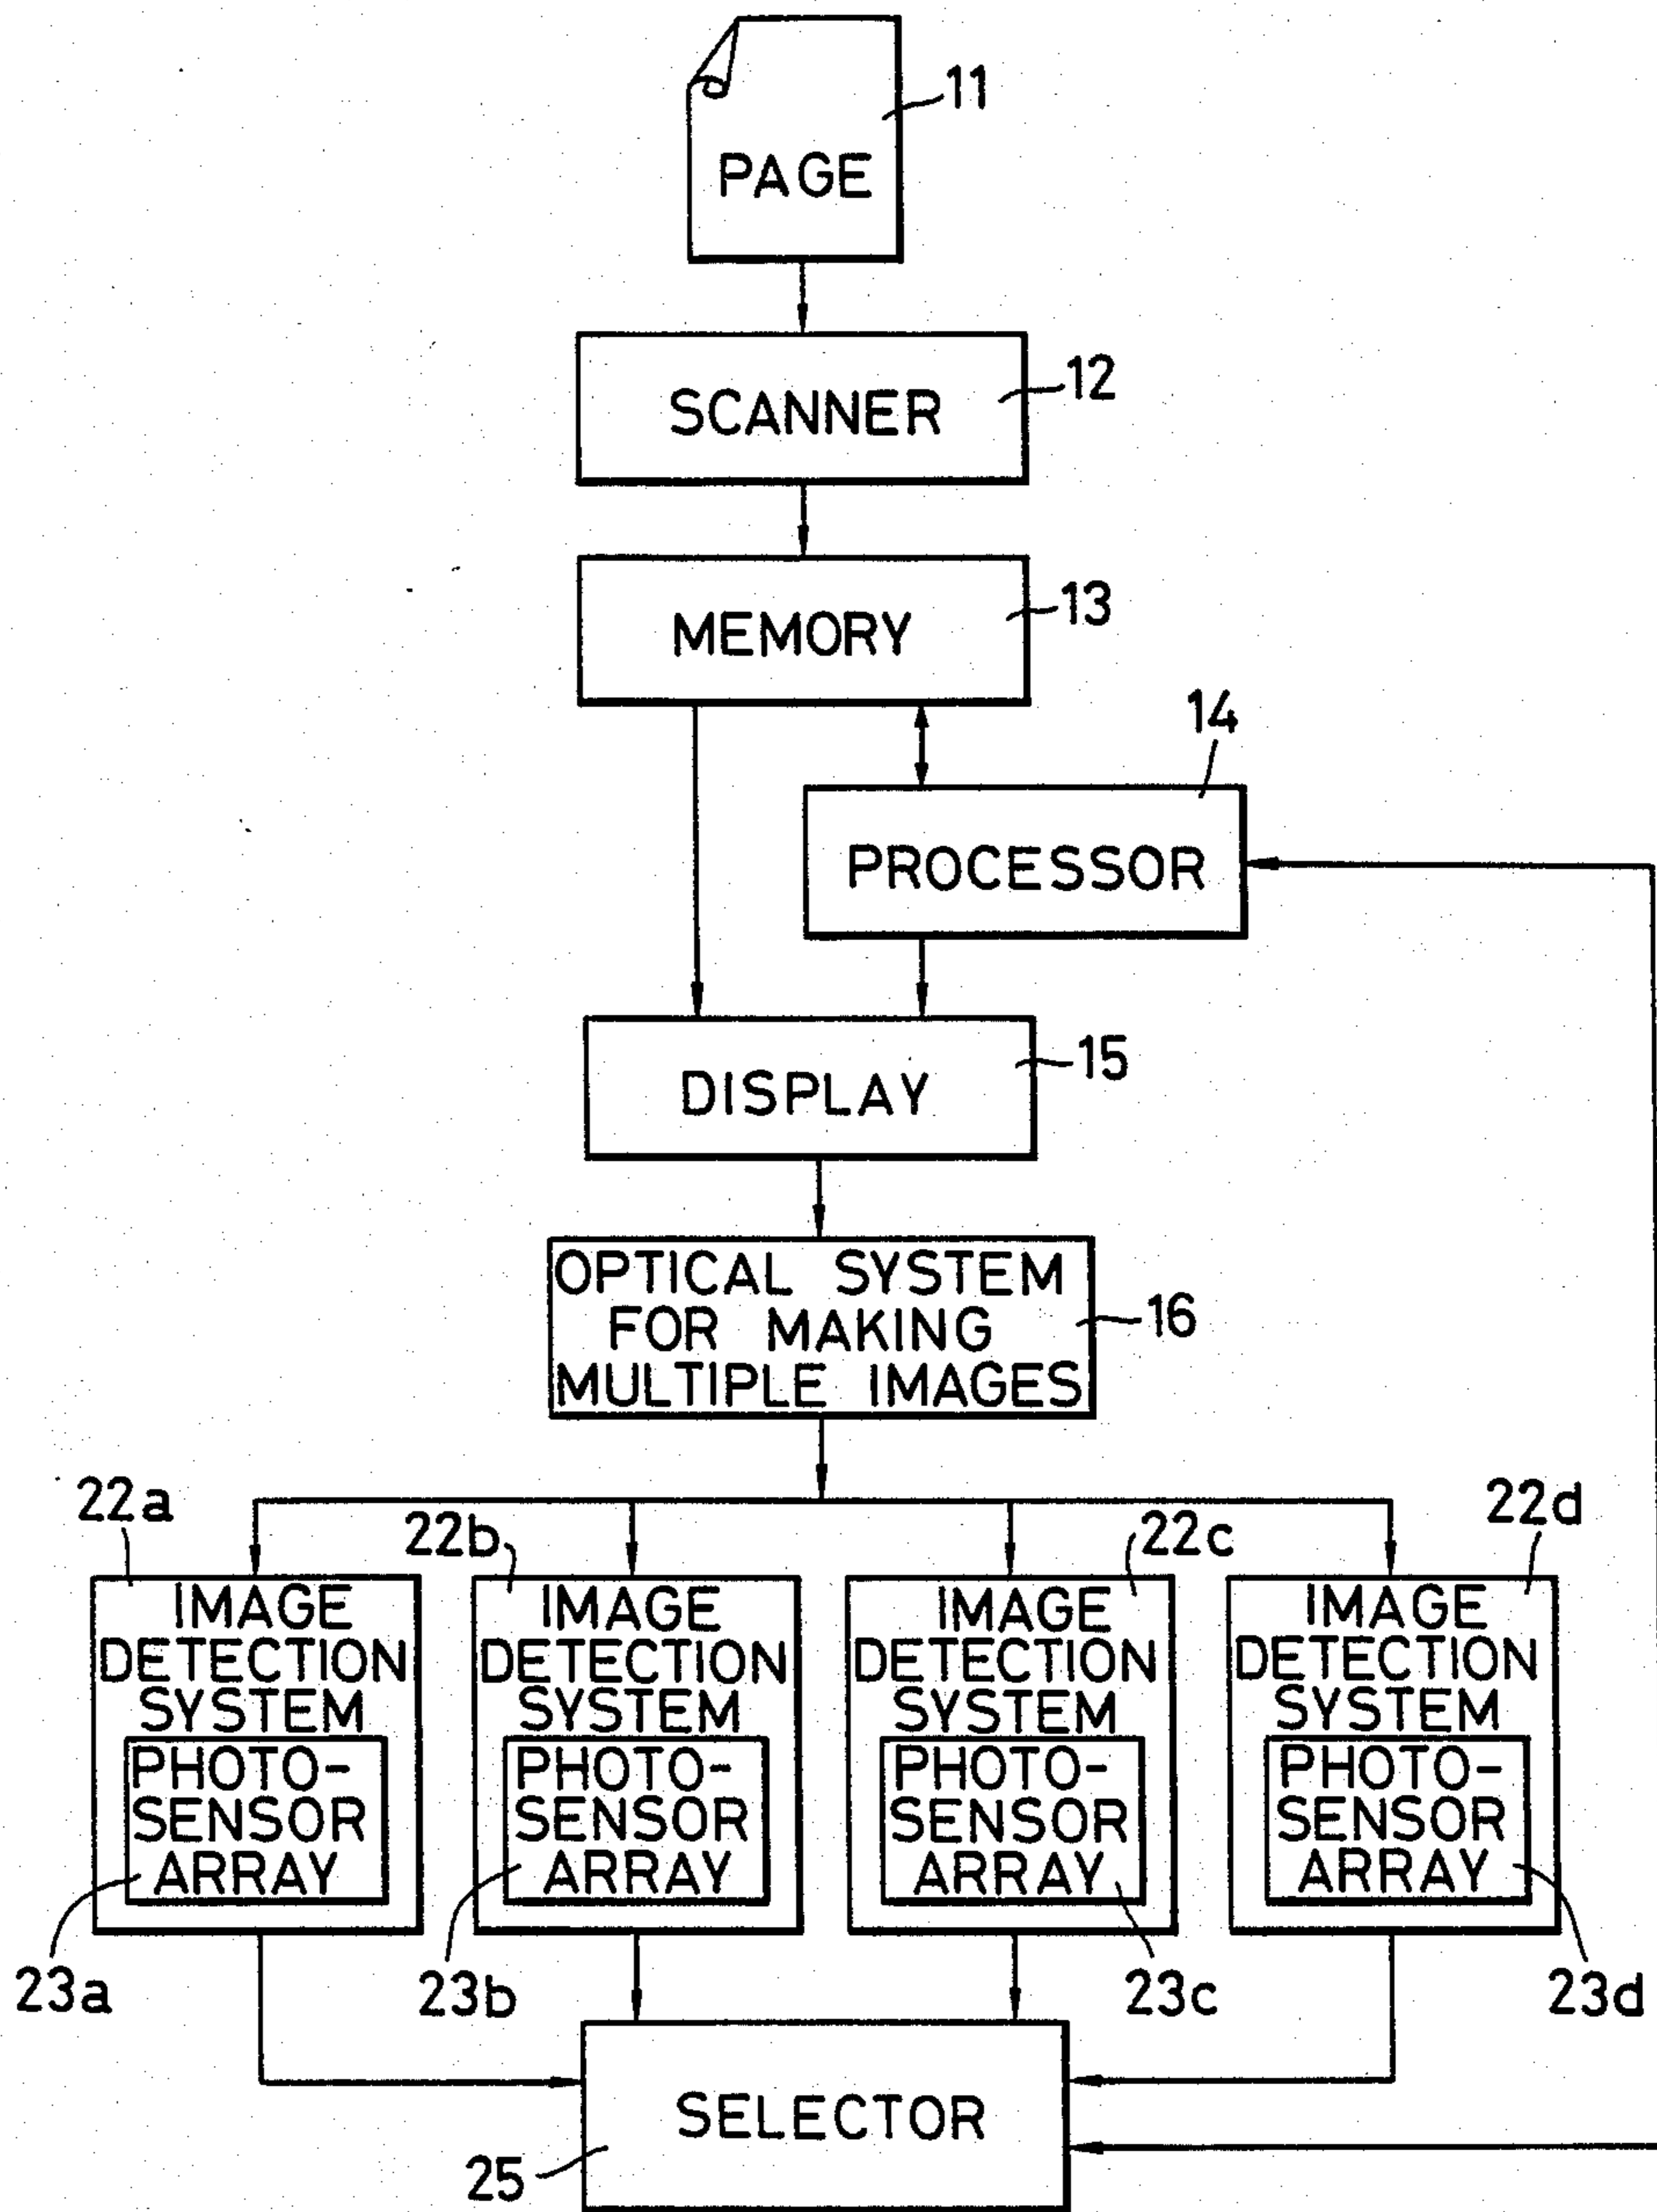 11
PAGE
12
SCANNER
13
MEMORY
14
PROCESSOR
15
DISPLAY
OPTICAL SYSTEM
FOR MAKING
MULTIPLE IMAGES
16
22a
22b
22c
22d
IMAGE
DETECTION
SYSTEM
PHOTO-
SENSOR
ARRAY
23a
IMAGE
DETECTION
SYSTEM
PHOTO-
SENSOR
ARRAY
23b
IMAGE
DETECTION
SYSTEM
PHOTO-
SENSOR
ARRAY
23c
IMAGE
DETECTION
SYSTEM
PHOTO-
SENSOR
ARRAY
23d
SELECTOR
25